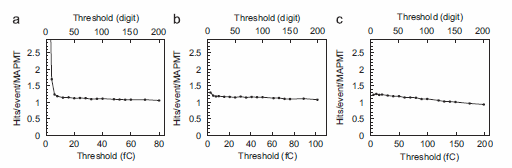 a
Threshold (digit)
0 50 100 150 200
Hits/event/MAPMT
2.5
2
1.5
1
0.5
0
0 20 40 60 80
Threshold (fC)
b
Threshold (digit)
0 50 100 150 200
Hits/event/MAPMT
2.5
2
1.5
1
0.5
0
0 20 40 60 80 100
Threshold (fC)
c
Threshold (digit)
0 50 100 150 200
Hits/event/MAPMT
2.5
2
1.5
1
0.5
0
0 50 100 150 200
Threshold (fC)